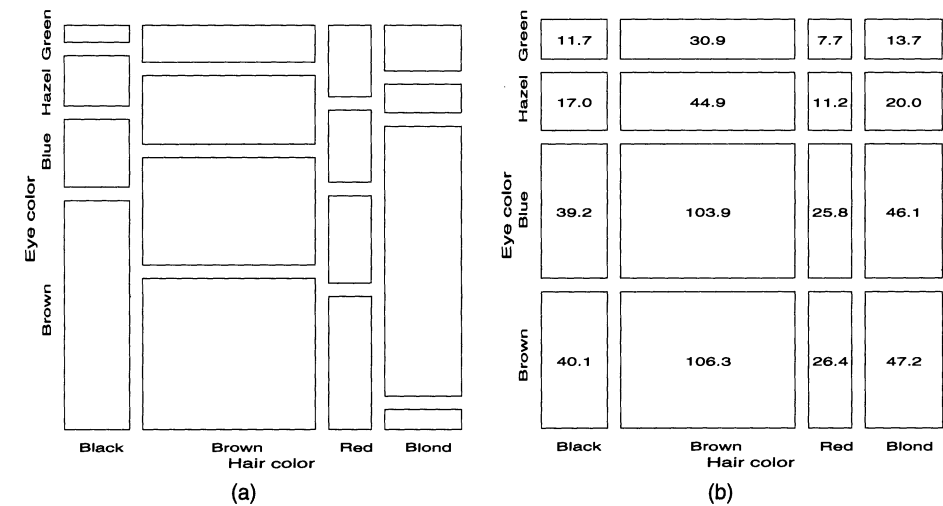 Green
Hazel
Blue
Brown
Eye color
Black Brown Red Blond
Hair color
(a)
Green
Hazel
Blue
Brown
Eye color
11.7 30.9 7.7 13.7
17.0 44.9 11.2 20.0
39.2 103.9 25.8 46.1
40.1 106.3 26.4 47.2
Black Brown Red Blond
Hair color
(b)